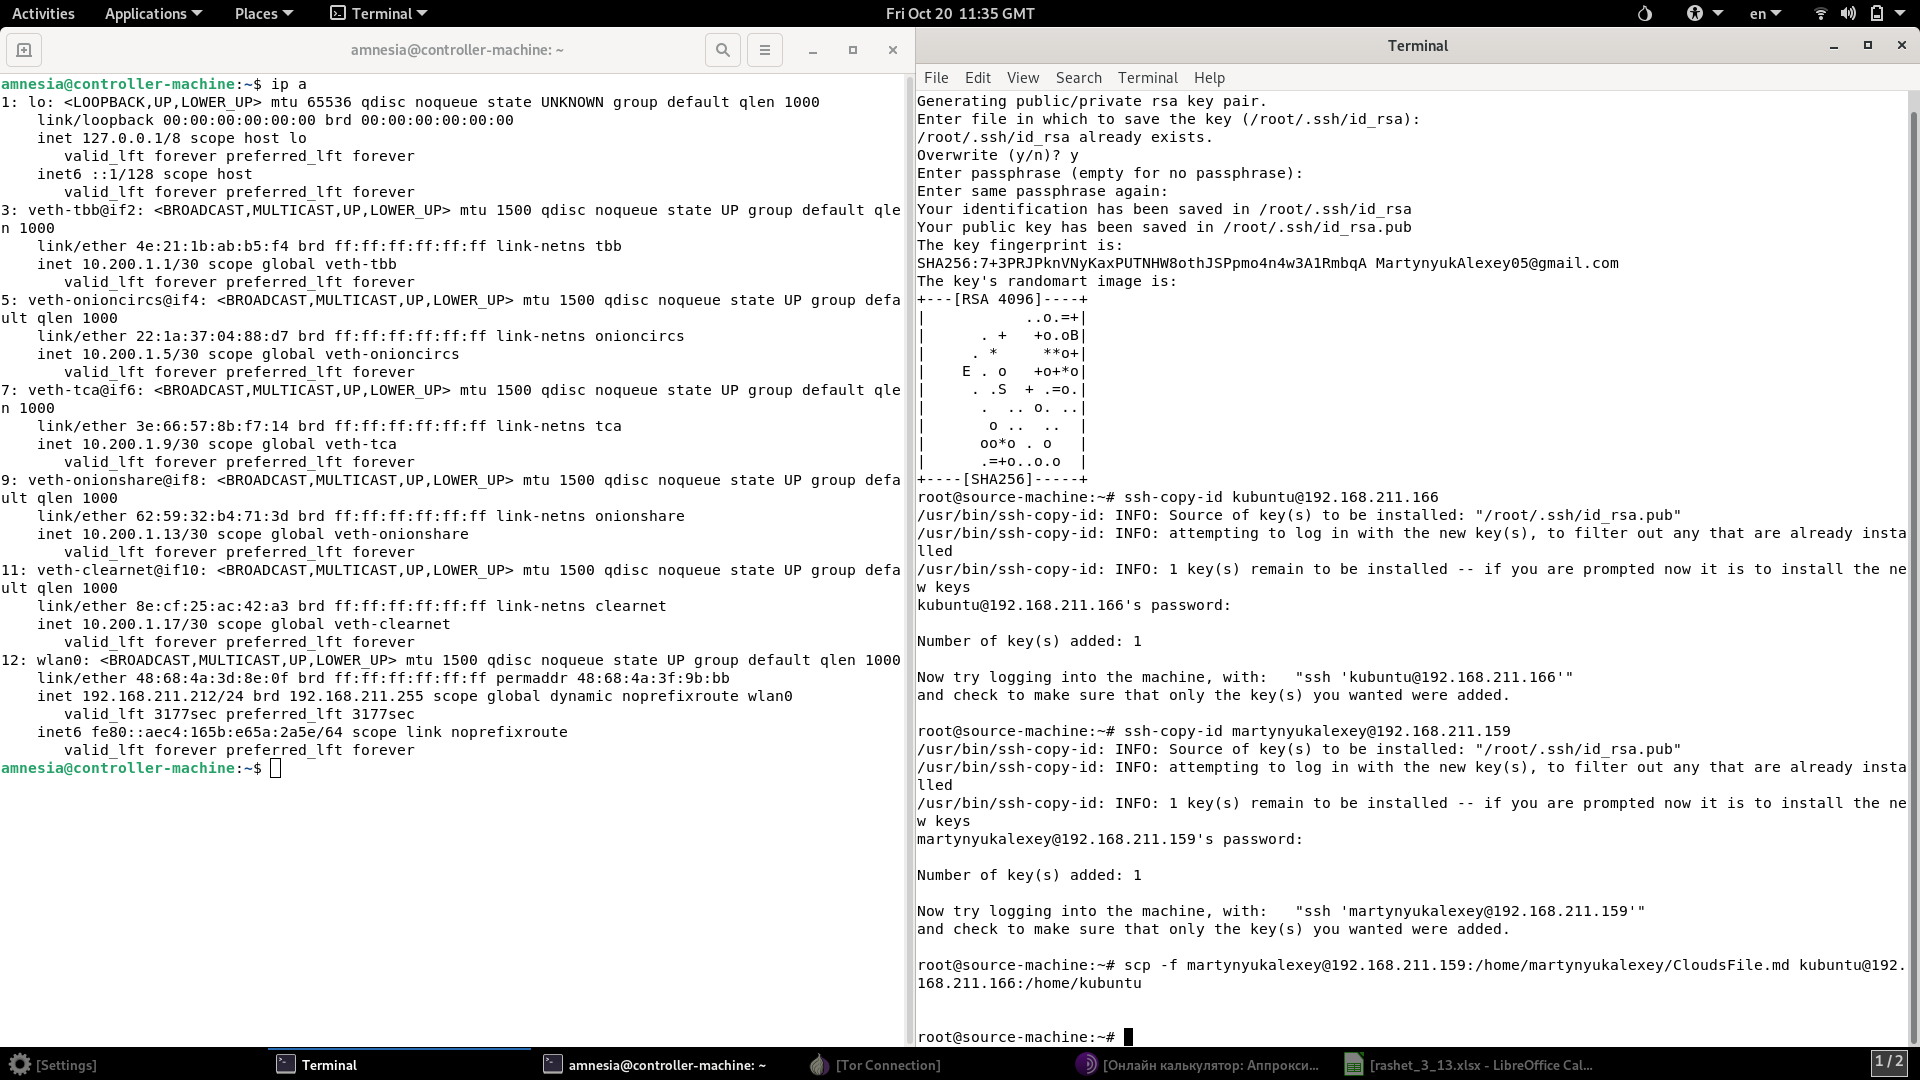 Activities Applications Places Terminal Fri Oct 20 11:35 GMT en
amnesia@controller-machine: ~
amnesia@controller-machine:~$ ip a
1: lo: <LOOPBACK,UP,LOWER_UP> mtu 65536 qdisc noqueue state UNKNOWN group default qlen 1000
    link/loopback 00:00:00:00:00:00 brd 00:00:00:00:00:00
    inet 127.0.0.1/8 scope host lo
       valid_lft forever preferred_lft forever
    inet6 ::1/128 scope host
       valid_lft forever preferred_lft forever
3: veth-tbb@if2: <BROADCAST,MULTICAST,UP,LOWER_UP> mtu 1500 qdisc noqueue state UP group default qle
n 1000
    link/ether 4e:21:1b:ab:b5:f4 brd ff:ff:ff:ff:ff:ff link-netns tbb
    inet 10.200.1.1/30 scope global veth-tbb
       valid_lft forever preferred_lft forever
5: veth-onioncircs@if4: <BROADCAST,MULTICAST,UP,LOWER_UP> mtu 1500 qdisc noqueue state UP group defa
ult qlen 1000
    link/ether 22:1a:37:04:88:d7 brd ff:ff:ff:ff:ff:ff link-netns onioncircs
    inet 10.200.1.5/30 scope global veth-onioncircs
       valid_lft forever preferred_lft forever
7: veth-tca@if6: <BROADCAST,MULTICAST,UP,LOWER_UP> mtu 1500 qdisc noqueue state UP group default qle
n 1000
    link/ether 3e:66:57:8b:f7:14 brd ff:ff:ff:ff:ff:ff link-netns tca
    inet 10.200.1.9/30 scope global veth-tca
       valid_lft forever preferred_lft forever
9: veth-onionshare@if8: <BROADCAST,MULTICAST,UP,LOWER_UP> mtu 1500 qdisc noqueue state UP group defa
ult qlen 1000
    link/ether 62:59:32:b4:71:3d brd ff:ff:ff:ff:ff:ff link-netns onionshare
    inet 10.200.1.13/30 scope global veth-onionshare
       valid_lft forever preferred_lft forever
11: veth-clearnet@if10: <BROADCAST,MULTICAST,UP,LOWER_UP> mtu 1500 qdisc noqueue state UP group defa
ult qlen 1000
    link/ether 8e:cf:25:ac:42:a3 brd ff:ff:ff:ff:ff:ff link-netns clearnet
    inet 10.200.1.17/30 scope global veth-clearnet
       valid_lft forever preferred_lft forever
12: wlan0: <BROADCAST,MULTICAST,UP,LOWER_UP> mtu 1500 qdisc noqueue state UP group default qlen 1000
    link/ether 48:68:4a:3d:8e:0f brd ff:ff:ff:ff:ff:ff permaddr 48:68:4a:3f:9b:bb
    inet 192.168.211.212/24 brd 192.168.211.255 scope global dynamic noprefixroute wlan0
       valid_lft 3177sec preferred_lft 3177sec
    inet6 fe80::aec4:165b:e65a:2a5e/64 scope link noprefixroute
       valid_lft forever preferred_lft forever
amnesia@controller-machine:~$
Terminal
File Edit View Search Terminal Help
Generating public/private rsa key pair.
Enter file in which to save the key (/root/.ssh/id_rsa):
/root/.ssh/id_rsa already exists.
Overwrite (y/n)? y
Enter passphrase (empty for no passphrase):
Enter same passphrase again:
Your identification has been saved in /root/.ssh/id_rsa
Your public key has been saved in /root/.ssh/id_rsa.pub
The key fingerprint is:
SHA256:7+3PRJPknVNyKaxPUTNHW8othJSPpmo4n4w3A1RmbqA MartynyukAlexey05@gmail.com
The key's randomart image is:
+---[RSA 4096]----+
|           ..o.=+|
|      . +   +o.oB|
|     . *     **o+|
|    E . o   +o+*o|
|     . .S  + .=o.|
|      .  .. o. ..|
|       o ..  ..  |
|      oo*o . o   |
|      .=+o..o.o  |
+----[SHA256]-----+
root@source-machine:~# ssh-copy-id kubuntu@192.168.211.166
/usr/bin/ssh-copy-id: INFO: Source of key(s) to be installed: "/root/.ssh/id_rsa.pub"
/usr/bin/ssh-copy-id: INFO: attempting to log in with the new key(s), to filter out any that are already insta
lled
/usr/bin/ssh-copy-id: INFO: 1 key(s) remain to be installed -- if you are prompted now it is to install the ne
w keys
kubuntu@192.168.211.166's password:
Number of key(s) added: 1
Now try logging into the machine, with:   "ssh 'kubuntu@192.168.211.166'"
and check to make sure that only the key(s) you wanted were added.
root@source-machine:~# ssh-copy-id martynyukalexey@192.168.211.159
/usr/bin/ssh-copy-id: INFO: Source of key(s) to be installed: "/root/.ssh/id_rsa.pub"
/usr/bin/ssh-copy-id: INFO: attempting to log in with the new key(s), to filter out any that are already insta
lled
/usr/bin/ssh-copy-id: INFO: 1 key(s) remain to be installed -- if you are prompted now it is to install the ne
w keys
martynyukalexey@192.168.211.159's password:
Number of key(s) added: 1
Now try logging into the machine, with:   "ssh 'martynyukalexey@192.168.211.159'"
and check to make sure that only the key(s) you wanted were added.
root@source-machine:~# scp -f martynyukalexey@192.168.211.159:/home/martynyukalexey/CloudsFile.md kubuntu@192.
168.211.166:/home/kubuntu
root@source-machine:~#
[Settings] Terminal amnesia@controller-machine: ~ [Tor Connection] [Онлайн калькулятор: Аппрокси... [rashet_3_13.xlsx - LibreOffice Cal... 1 / 2